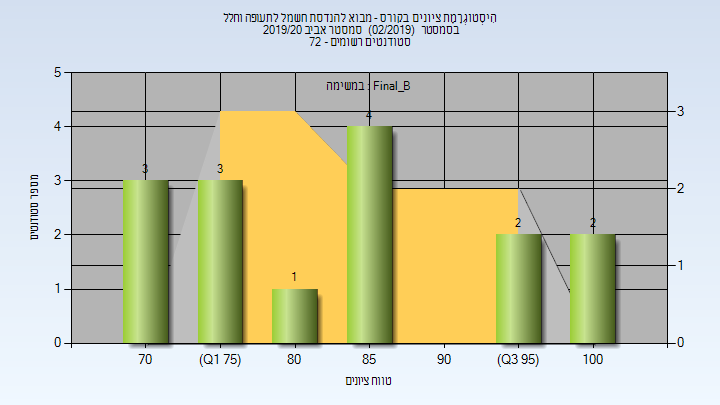 היסטוגרמת ציונים בקורס - מבוא להנדסת חשמל לתעופה וחלל
בסמסטר (02/2019) סמסטר אביב 2019/20
סטודנטים רשומים - 72
במשימה : Final_B
מספר סטודנטים
5
4
3
2
1
0
3
2
1
0
3
3
1
4
2
2
70
(Q1 75)
80
85
90
(Q3 95)
100
טווח ציונים